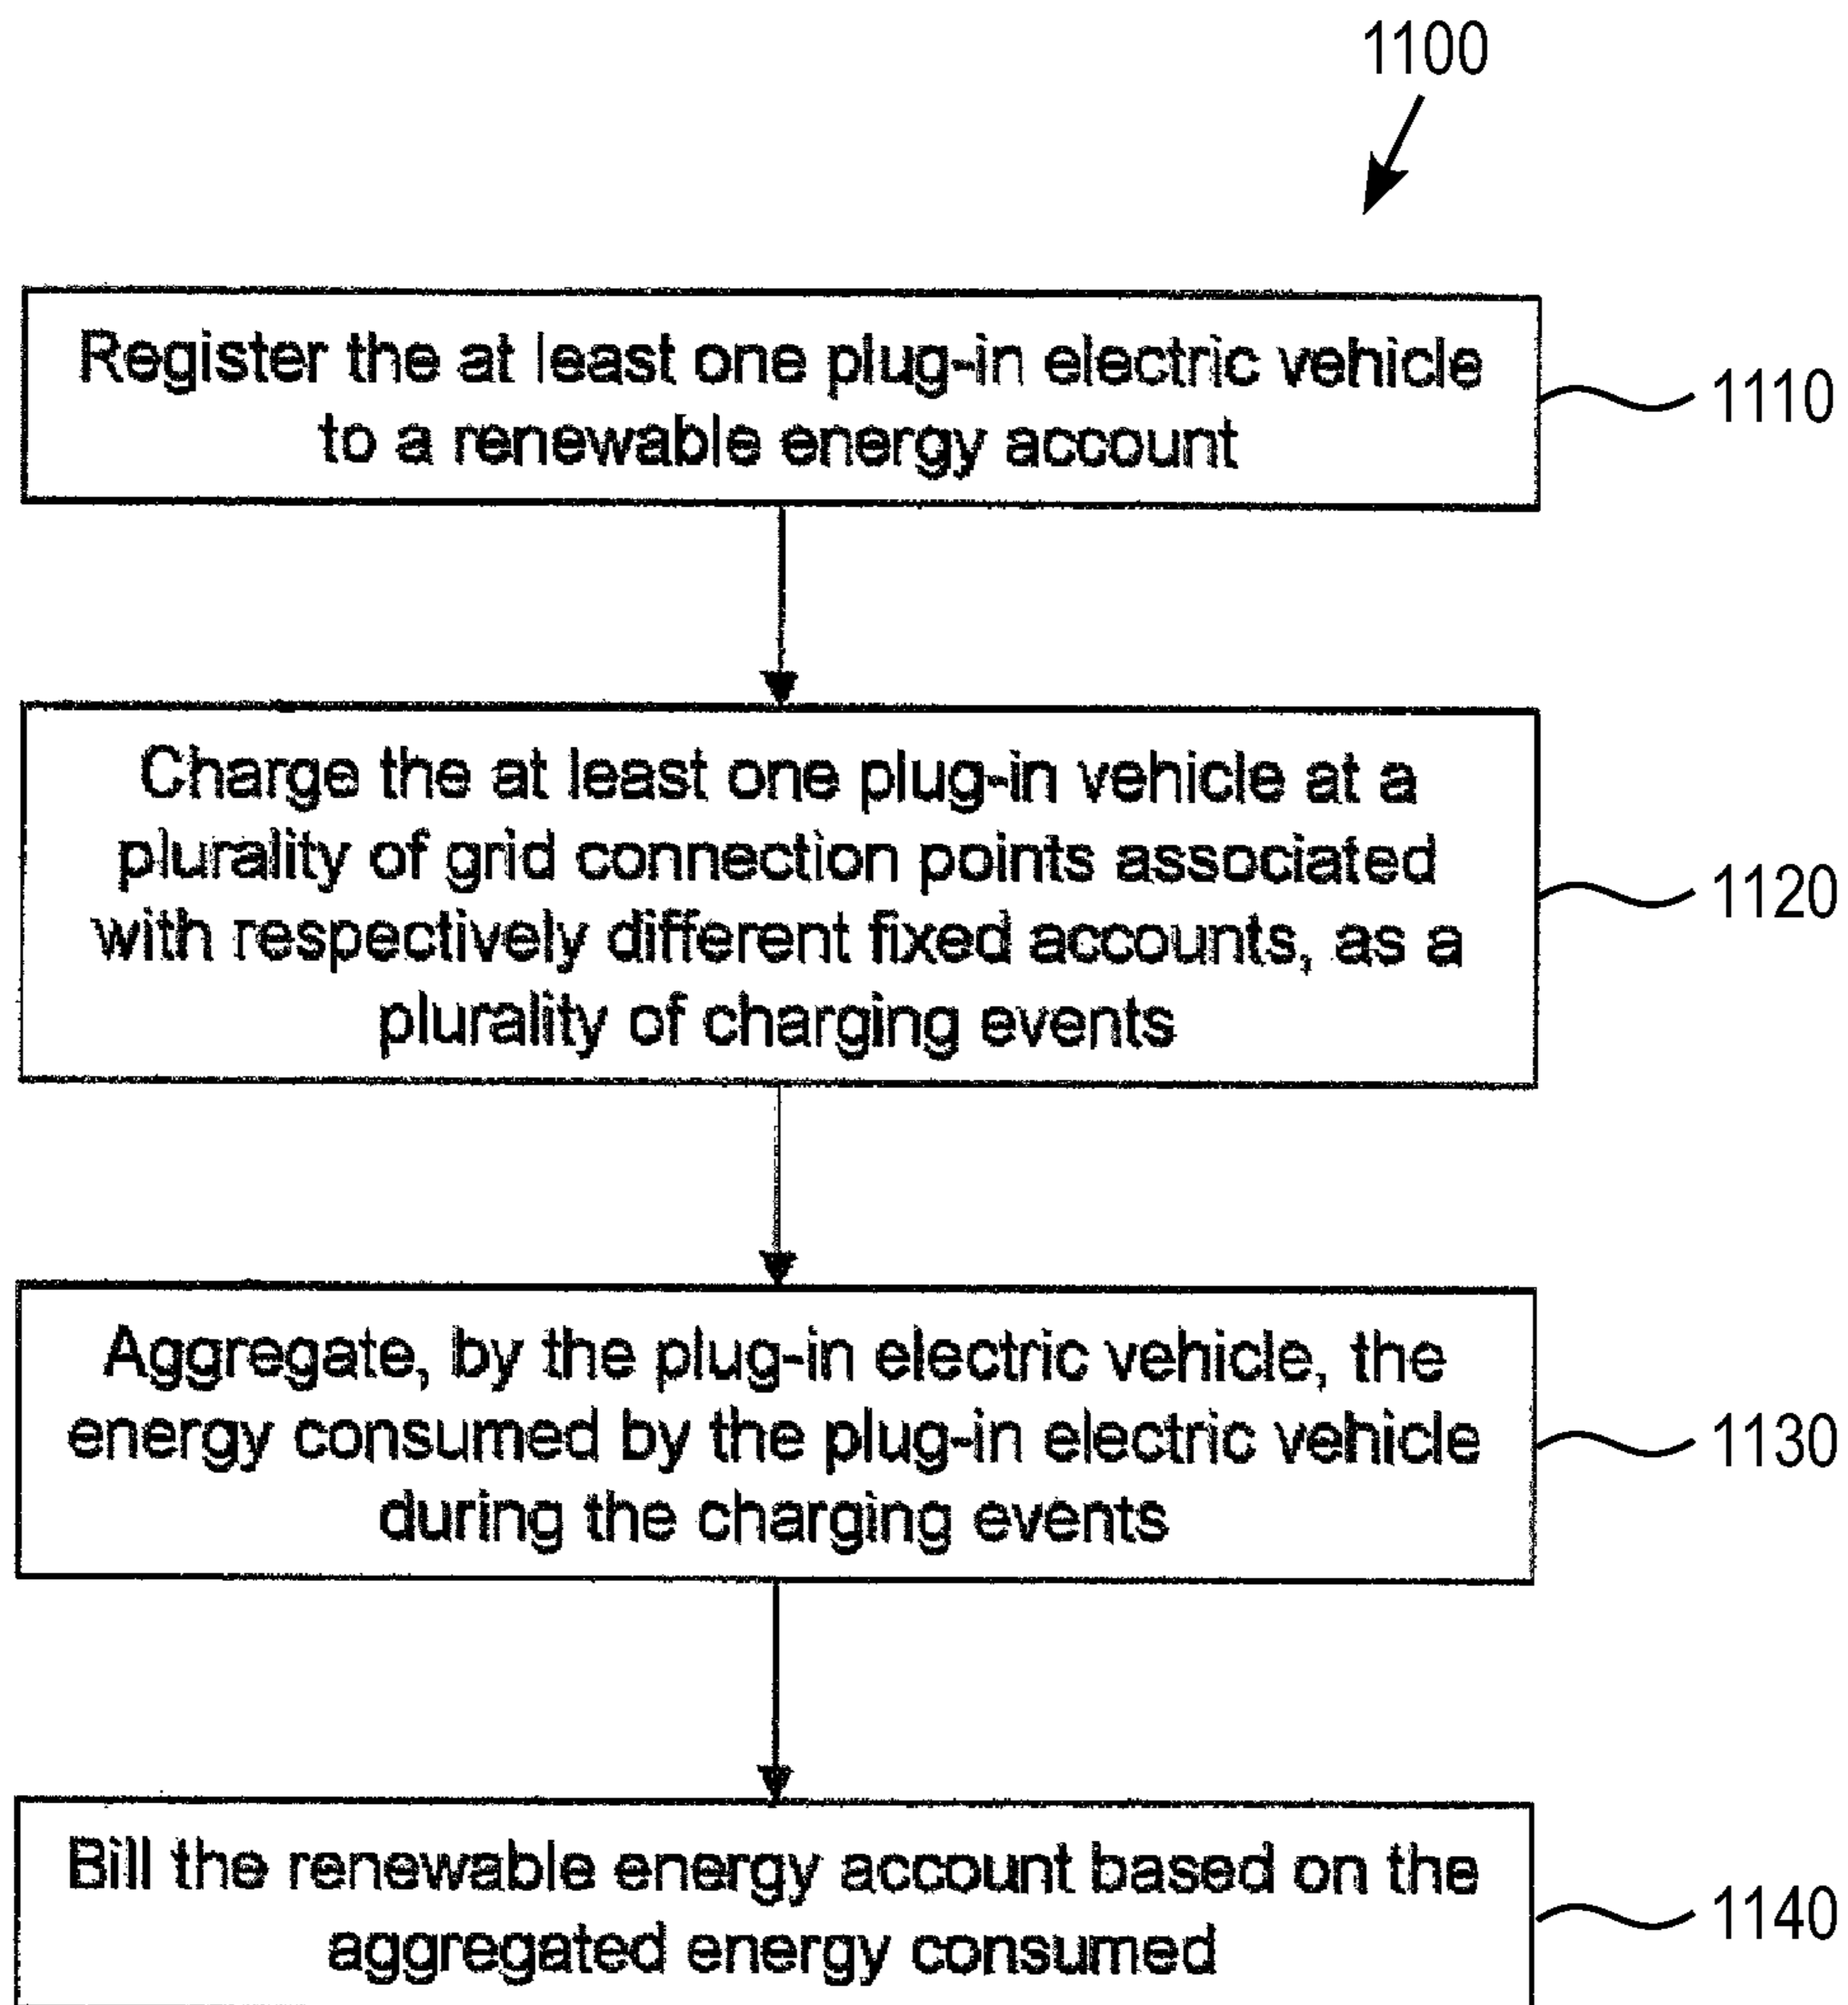 1100
Register the at least one plug-in electric vehicle
to a renewable energy account
1110
Charge the at least one plug-in vehicle at a
plurality of grid connection points associated
with respectively different fixed accounts, as a
plurality of charging events
1120
Aggregate, by the plug-in electric vehicle, the
energy consumed by the plug-in electric vehicle
during the charging events
1130
Bill the renewable energy account based on the
aggregated energy consumed
1140